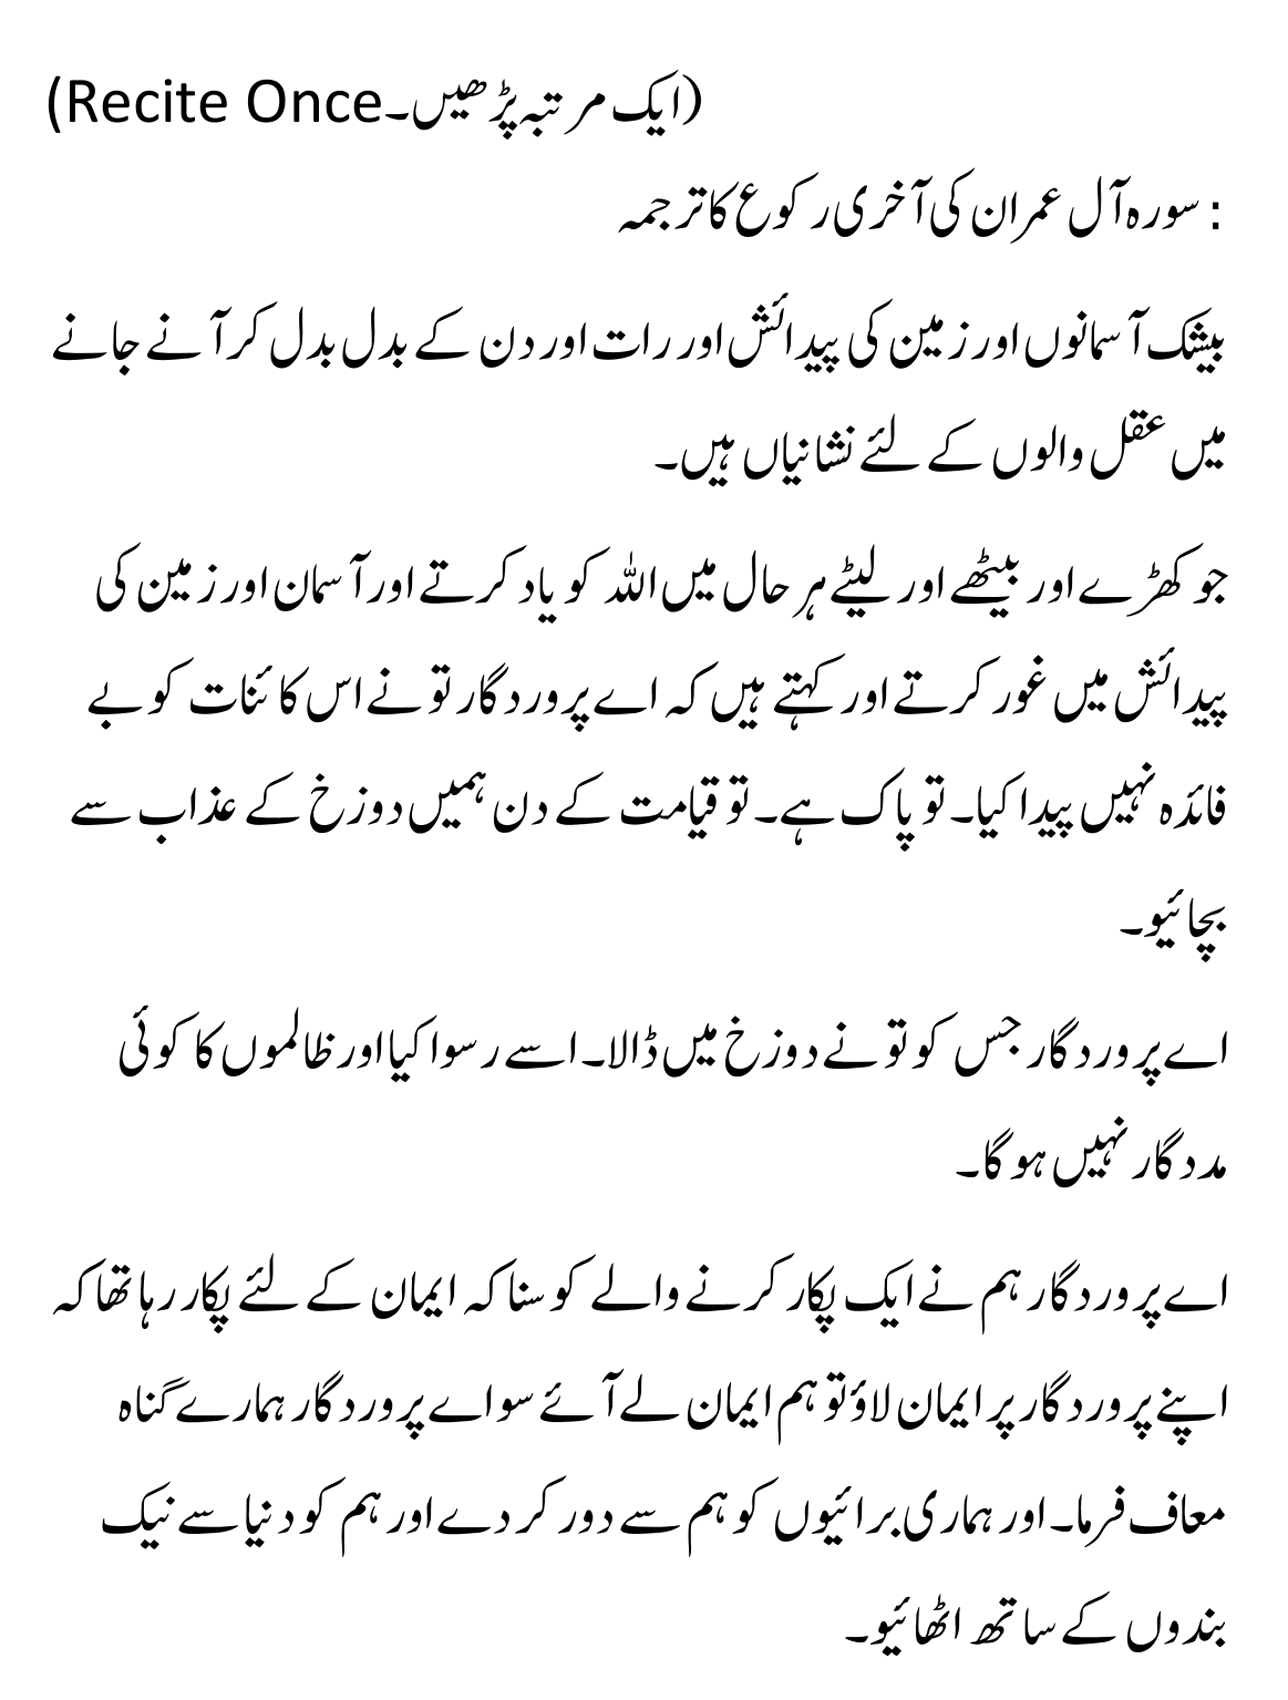 (Recite Once۔ایک مرتبہ پڑھیں)
: سورہ آل عمران کی آخری رکوع کا ترجمہ
بیشک آسمانوں اور زمین کی پیدائش اور رات اور دن کے بدل بدل کر آنے جانے
میں عقل والوں کے لئے نشانیاں ہیں۔
جو کھڑے اور بیٹھے اور لیٹے ہر حال میں اللہ کو یاد کرتے اور آسمان اور زمین کی
پیدائش میں غور کرتے اور کہتے ہیں کہ اے پروردگار تو نے اس کائنات کو بے
فائدہ نہیں پیدا کیا۔ تو پاک ہے۔ تو قیامت کے دن ہمیں دوزخ کے عذاب سے
بچائیو۔
اے پروردگار جس کو تو نے دوزخ میں ڈالا۔ اسے رسوا کیا اور ظالموں کا کوئی
مددگار نہیں ہوگا۔
اے پروردگار ہم نے ایک پکار کرنے والے کو سنا کہ ایمان کے لئے پکار رہا تھا کہ
اپنے پروردگار پر ایمان لاؤ تو ہم ایمان لے آئے سو اے پروردگار ہمارے گناہ
معاف فرما۔ اور ہماری برائیوں کو ہم سے دور کر دے اور ہم کو دنیا سے نیک
بندوں کے ساتھ اٹھائیو۔